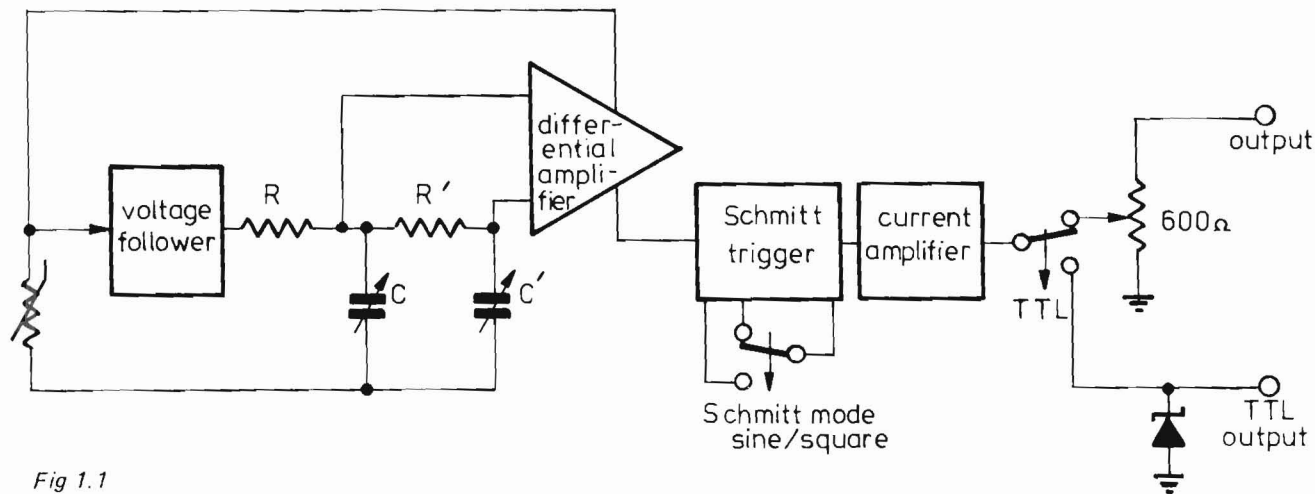 differ-
ential
ampli-
fier
output
R
R′
voltage
follower
Schmitt
trigger
current
amplifier
600Ω
C
C′
TTL
Schmitt mode
sine/square
TTL
output
Fig 1.1